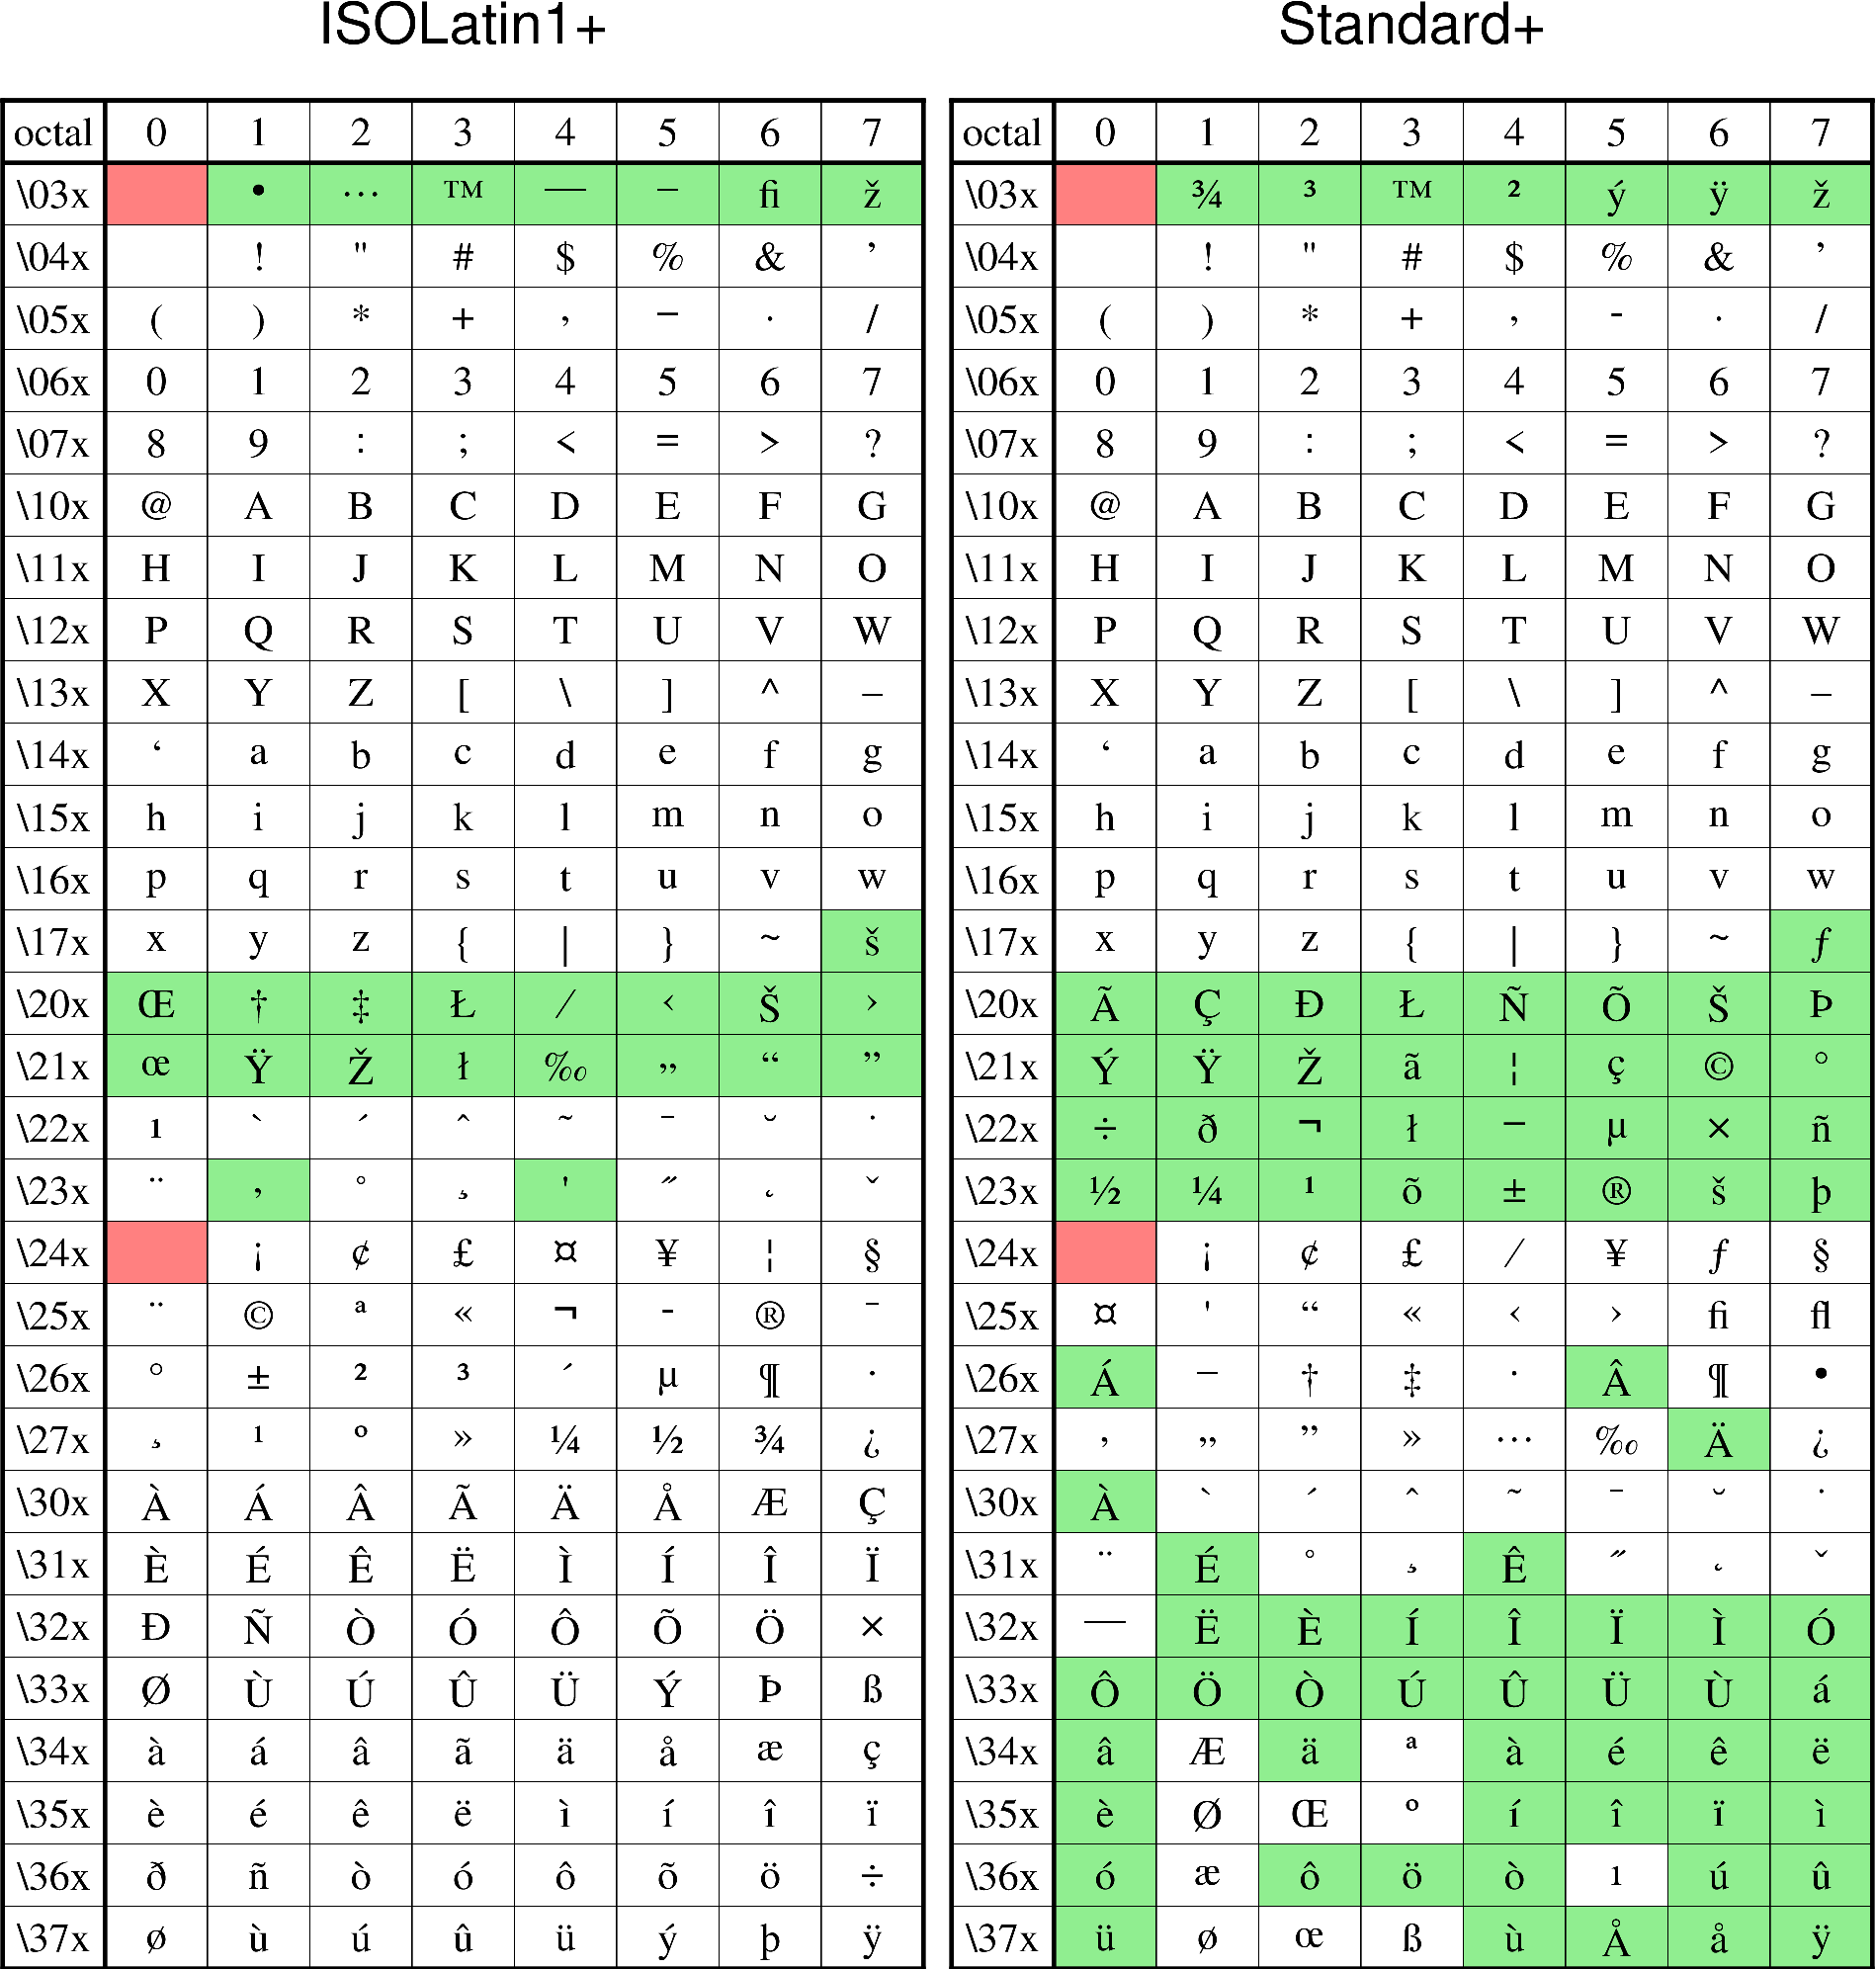 ISOLatin1+ Standard+
octal 0 1 2 3 4 5 6 7 octal 0 1 2 3 4 5 6 7
\03x • … ™ — − ﬁ ž \03x ¾ ³ ™ ² ý ÿ ž
\04x ! " # $ % & ’ \04x ! " # $ % & ’
\05x ( ) * + , − . / \05x ( ) * + , - . /
\06x 0 1 2 3 4 5 6 7 \06x 0 1 2 3 4 5 6 7
\07x 8 9 : ; < = > ? \07x 8 9 : ; < = > ?
\10x @ A B C D E F G \10x @ A B C D E F G
\11x H I J K L M N O \11x H I J K L M N O
\12x P Q R S T U V W \12x P Q R S T U V W
\13x X Y Z [ \ ] ^ _ \13x X Y Z [ \ ] ^ _
\14x ‘ a b c d e f g \14x ‘ a b c d e f g
\15x h i j k l m n o \15x h i j k l m n o
\16x p q r s t u v w \16x p q r s t u v w
\17x x y z { | } ~ š \17x x y z { | } ~ ƒ
\20x Œ † ‡ Ł ⁄ ‹ Š › \20x Ã Ç Ð Ł Ñ Õ Š Þ
\21x œ Ÿ Ž ł ‰ „ “ ” \21x Ý Ÿ Ž ã ¦ ç © °
\22x ı ` ´ ˆ ˜ ¯ ˘ ˙ \22x ÷ ð ¬ ł − µ × ñ
\23x ¨ ‚ ˚ ¸ ' ˝ ˛ ˇ \23x ½ ¼ ¹ õ ± ® š þ
\24x ¡ ¢ £ ¤ ¥ ¦ § \24x ¡ ¢ £ ⁄ ¥ ƒ §
\25x ¨ © ª « ¬ - ® ¯ \25x ¤ ' “ « ‹ › ﬁ ﬂ
\26x ° ± ² ³ ´ µ ¶ · \26x Á – † ‡ · Â ¶ •
\27x ¸ ¹ º » ¼ ½ ¾ ¿ \27x ‚ „ ” » … ‰ Ä ¿
\30x À Á Â Ã Ä Å Æ Ç \30x À ` ´ ˆ ˜ ¯ ˘ ˙
\31x È É Ê Ë Ì Í Î Ï \31x ¨ É ˚ ¸ Ê ˝ ˛ ˇ
\32x Ð Ñ Ò Ó Ô Õ Ö × \32x — Ë È Í Î Ï Ì Ó
\33x Ø Ù Ú Û Ü Ý Þ ß \33x Ô Ö Ò Ú Û Ü Ù á
\34x à á â ã ä å æ ç \34x â Æ ä ª à é ê ë
\35x è é ê ë ì í î ï \35x è Ø Œ º í î ï ì
\36x ð ñ ò ó ô õ ö ÷ \36x ó æ ô ö ò ı ú û
\37x ø ù ú û ü ý þ ÿ \37x ü ø œ ß ù Å å ÿ